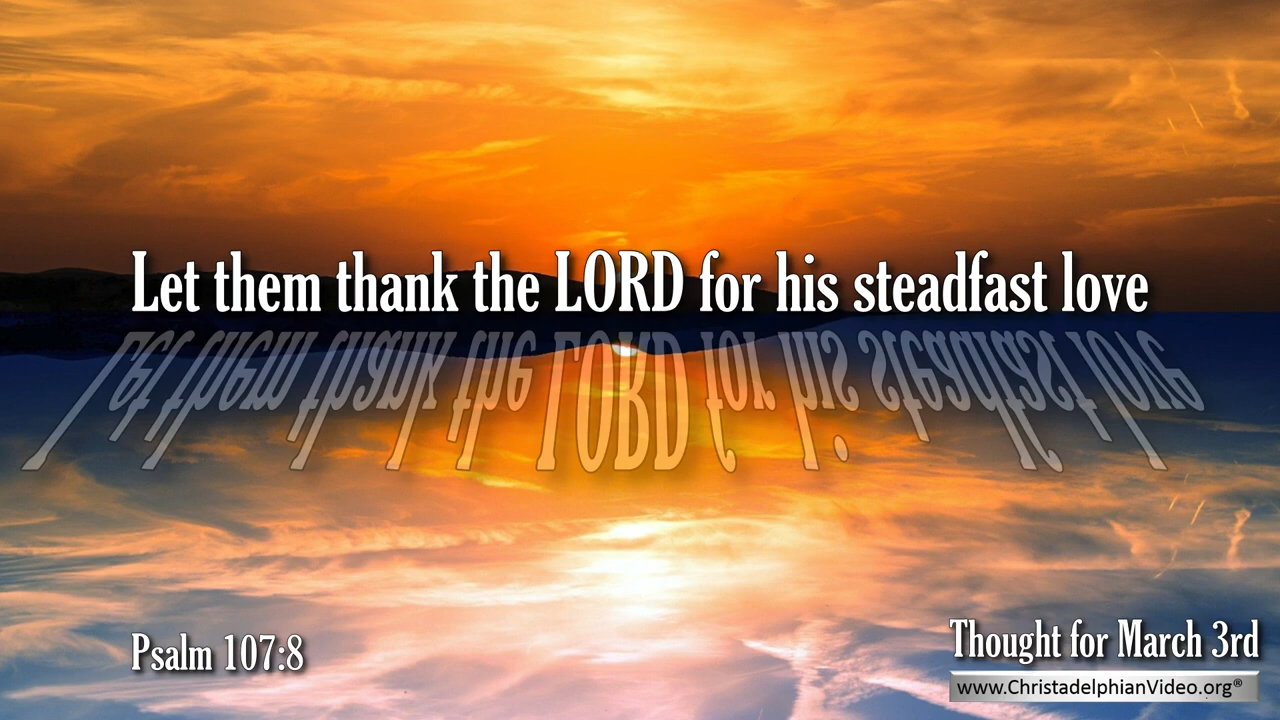 Let them thank the LORD for his steadfast love
Psalm 107:8
Thought for March 3rd
www.ChristadelphianVideo.org®